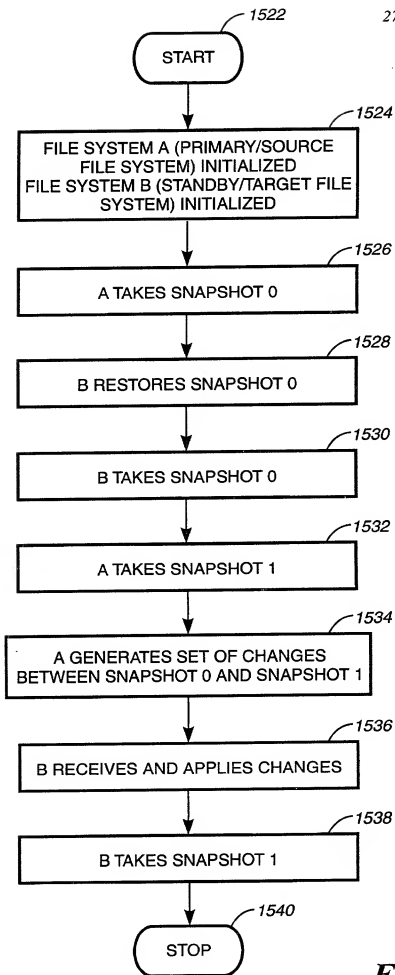 1522
27
START
1524
FILE SYSTEM A (PRIMARY/SOURCE
FILE SYSTEM) INITIALIZED
FILE SYSTEM B (STANDBY/TARGET FILE
SYSTEM) INITIALIZED
1526
A TAKES SNAPSHOT 0
1528
B RESTORES SNAPSHOT 0
1530
B TAKES SNAPSHOT 0
1532
A TAKES SNAPSHOT 1
1534
A GENERATES SET OF CHANGES
BETWEEN SNAPSHOT 0 AND SNAPSHOT 1
1536
B RECEIVES AND APPLIES CHANGES
1538
B TAKES SNAPSHOT 1
1540
STOP